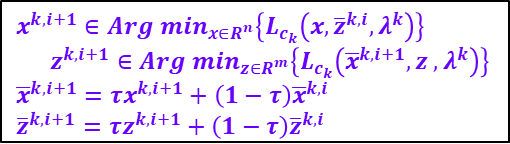 x^{k,i+1} ∈ Arg min_{x∈R^n}{L_{c_k}(x, z̄^{k,i}, λ^k)}
z^{k,i+1} ∈ Arg min_{z∈R^m}{L_{c_k}(x̄^{k,i+1}, z , λ^k)}
x̄^{k,i+1} = τx^{k,i+1} + (1 − τ)x̄^{k,i}
z̄^{k,i+1} = τz^{k,i+1} + (1 − τ)z̄^{k,i}